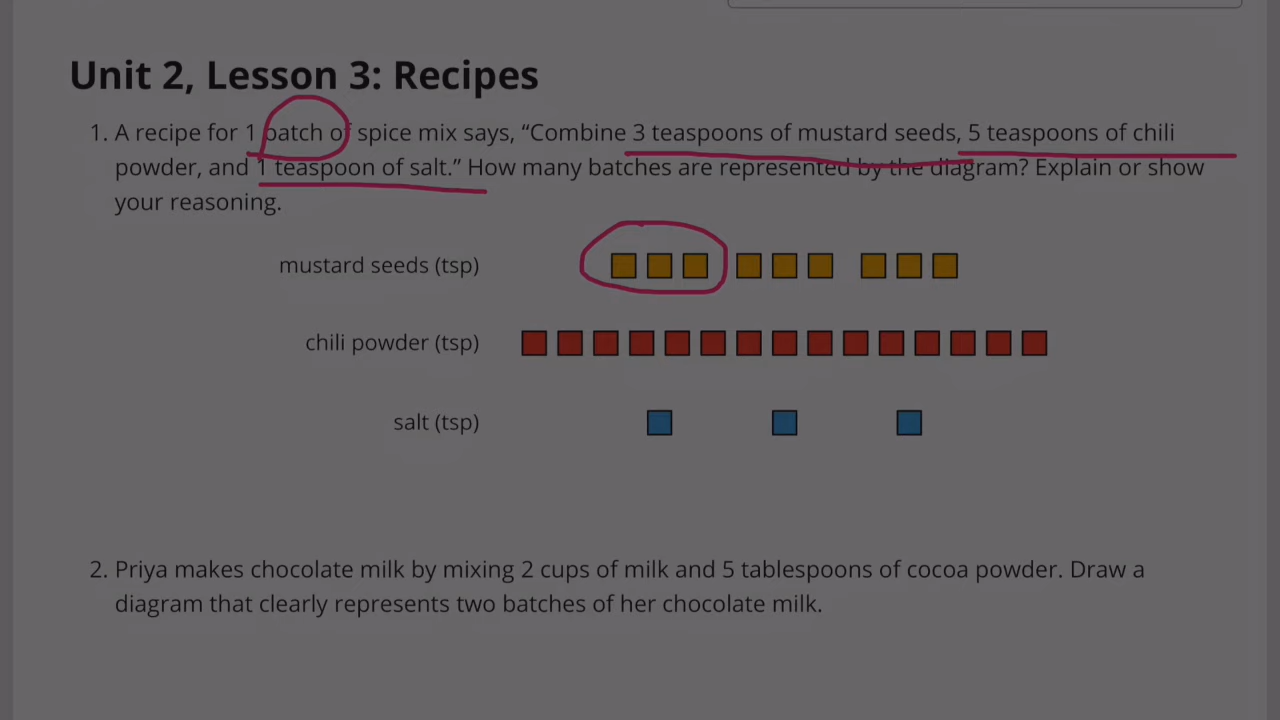 Unit 2, Lesson 3: Recipes
1. A recipe for 1 batch of spice mix says, “Combine 3 teaspoons of mustard seeds, 5 teaspoons of chili
powder, and 1 teaspoon of salt.” How many batches are represented by the diagram? Explain or show
your reasoning.
mustard seeds (tsp)
chili powder (tsp)
salt (tsp)
2. Priya makes chocolate milk by mixing 2 cups of milk and 5 tablespoons of cocoa powder. Draw a
diagram that clearly represents two batches of her chocolate milk.